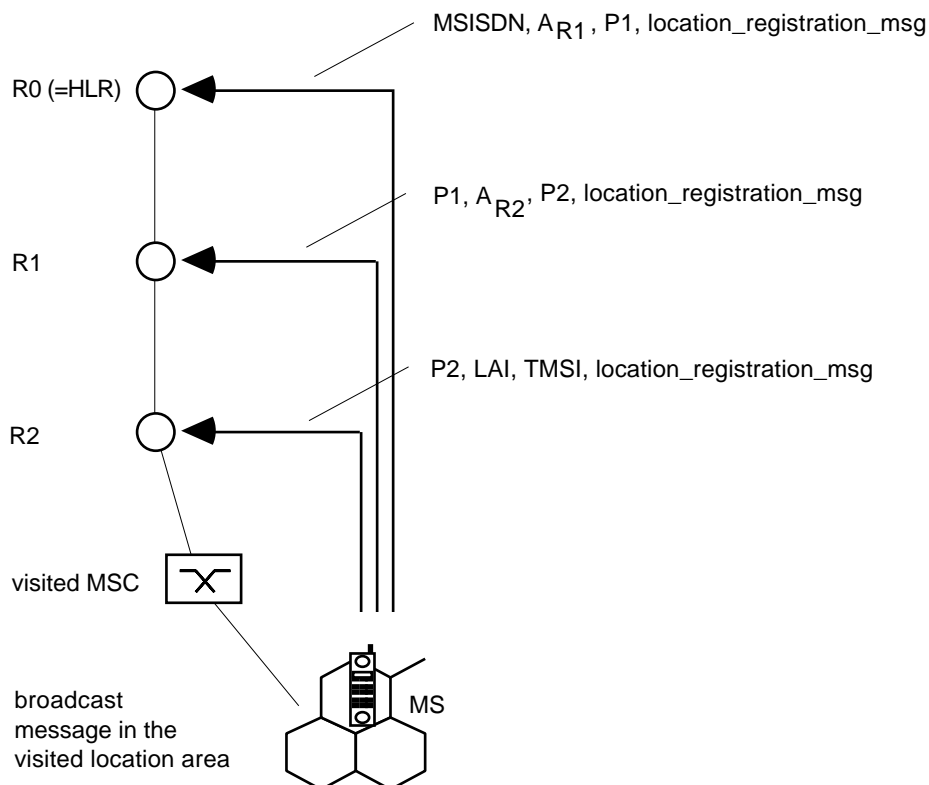 MSISDN, A R1 , P1, location_registration_msg
R0 (=HLR)
P1, A R2 , P2, location_registration_msg
R1
P2, LAI, TMSI, location_registration_msg
R2
visited MSC
MS
broadcast
message in the
visited location area